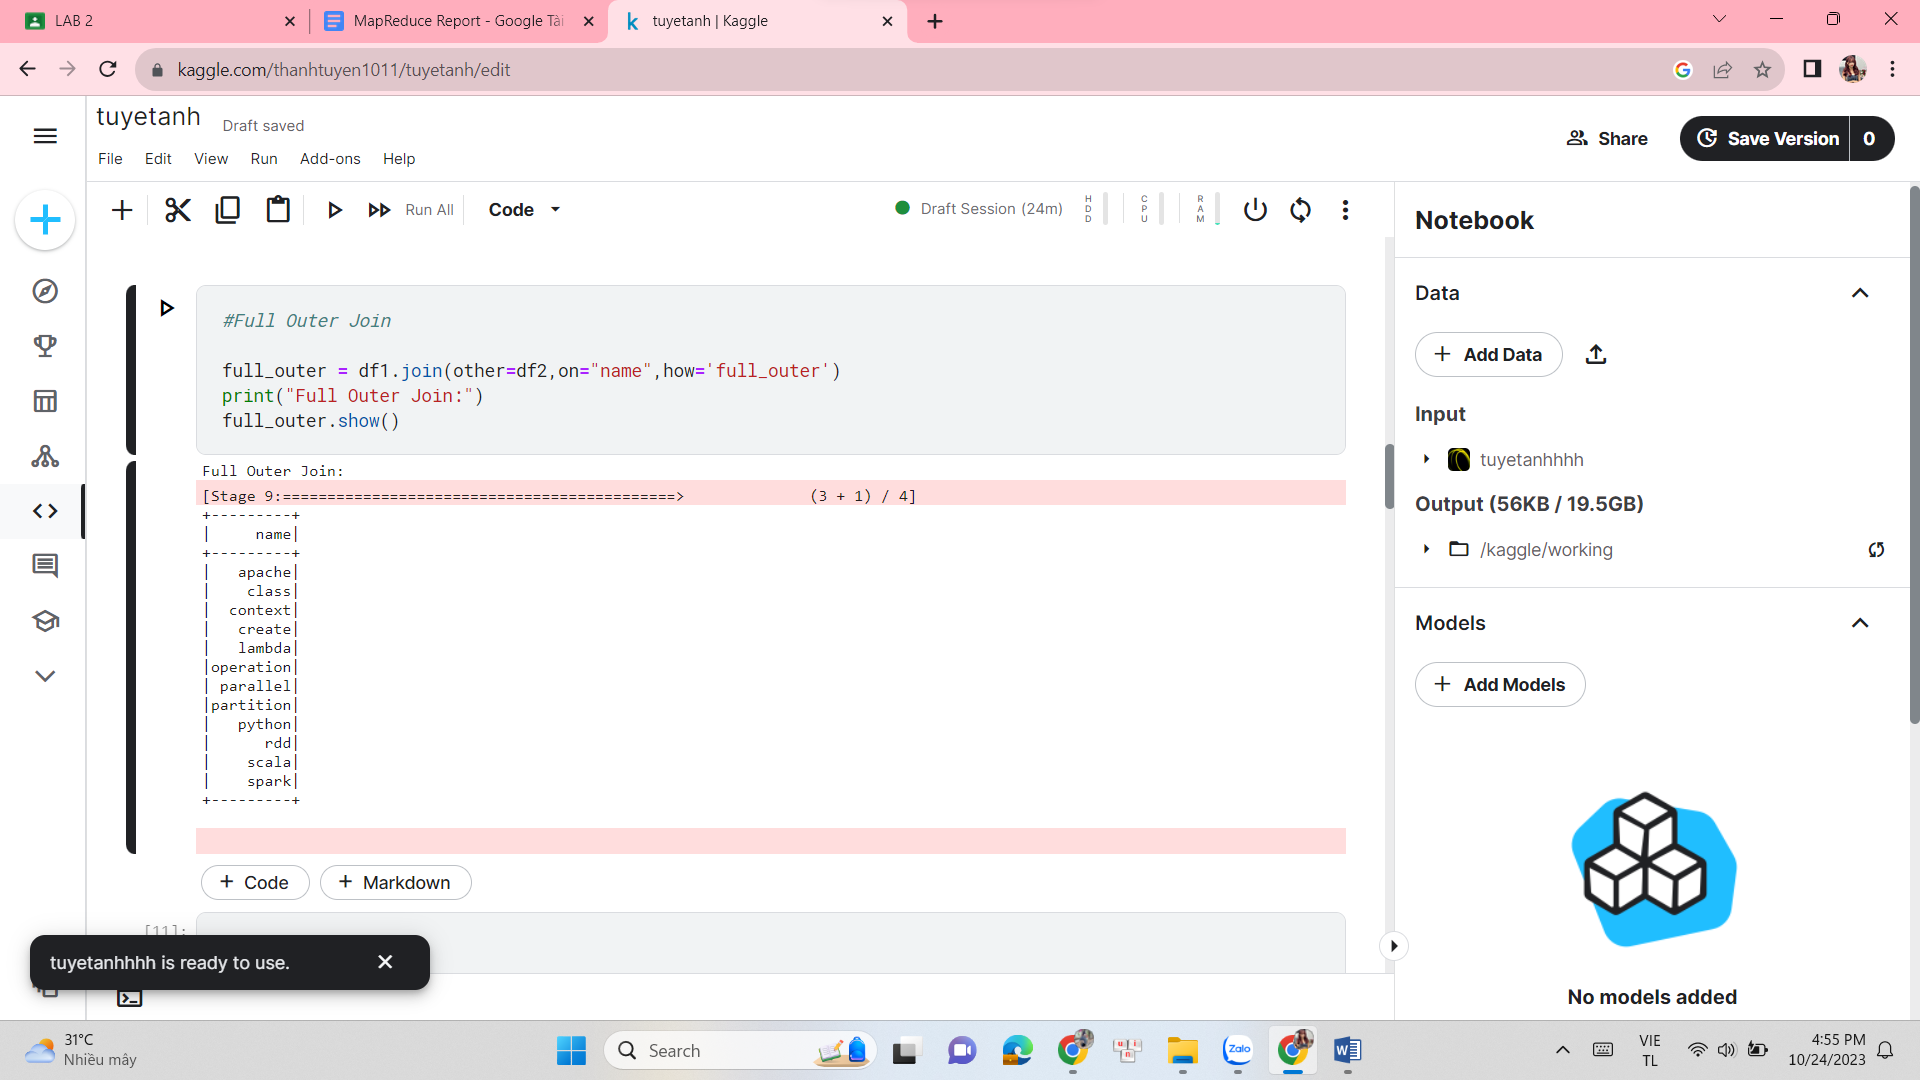 LAB 2
MapReduce Report - Google Tài
tuyetanh | Kaggle
kaggle.com/thanhtuyen1011/tuyetanh/edit
tuyetanh
Draft saved
File Edit View Run Add-ons Help
Share
Save Version
0
Run All
Code
Draft Session (24m)
HDD
CPU
RAM
#Full Outer Join
full_outer = df1.join(other=df2,on="name",how='full_outer')
print("Full Outer Join:")
full_outer.show()
Full Outer Join:
[Stage 9:============================================>              (3 + 1) / 4]
+---------+
|     name|
+---------+
|   apache|
|    class|
|  context|
|   create|
|   lambda|
|operation|
| parallel|
|partition|
|   python|
|      rdd|
|    scala|
|    spark|
+---------+
+ Code
+ Markdown
[11]:
tuyetanhhhh is ready to use.
Notebook
Data
+ Add Data
Input
tuyetanhhhh
Output (56KB / 19.5GB)
/kaggle/working
Models
+ Add Models
No models added
31°C
Nhiều mây
Search
Zalo
VIE
TL
4:55 PM
10/24/2023